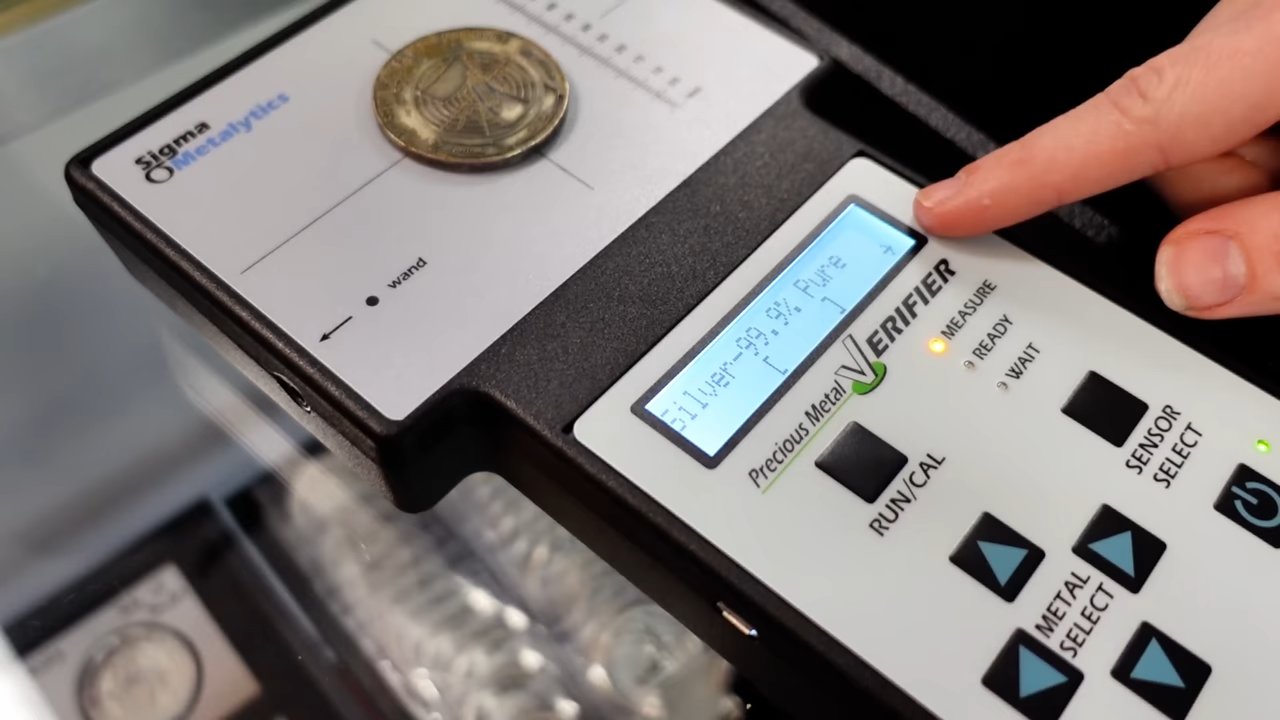 Sigma
Metalytics
wand
Silver-99.9% Pure
[ ]
Precious Metal VERIFIER
MEASURE
READY
WAIT
RUN/CAL
SENSOR
SELECT
METAL
SELECT